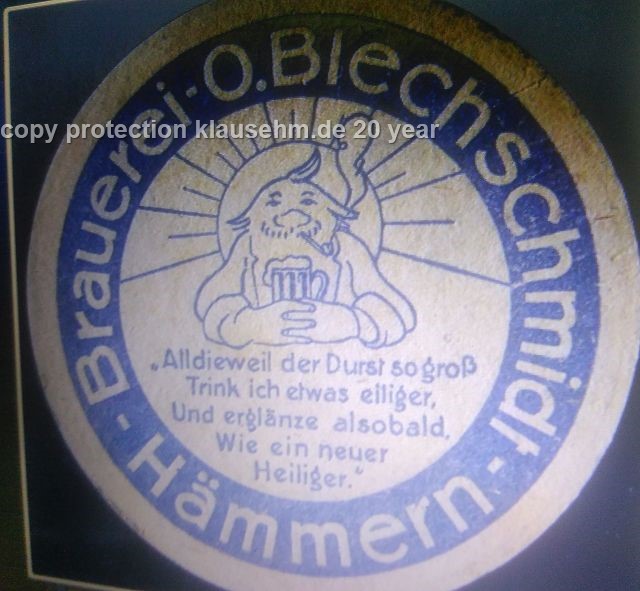 Brauerei-O.Blechschmidt-
-Hämmern-
copy protection klausehm.de 20 year
„Alldieweil der Durst so groß
Trink ich etwas eiliger,
Und erglänze alsobald,
Wie ein neuer
Heiliger."